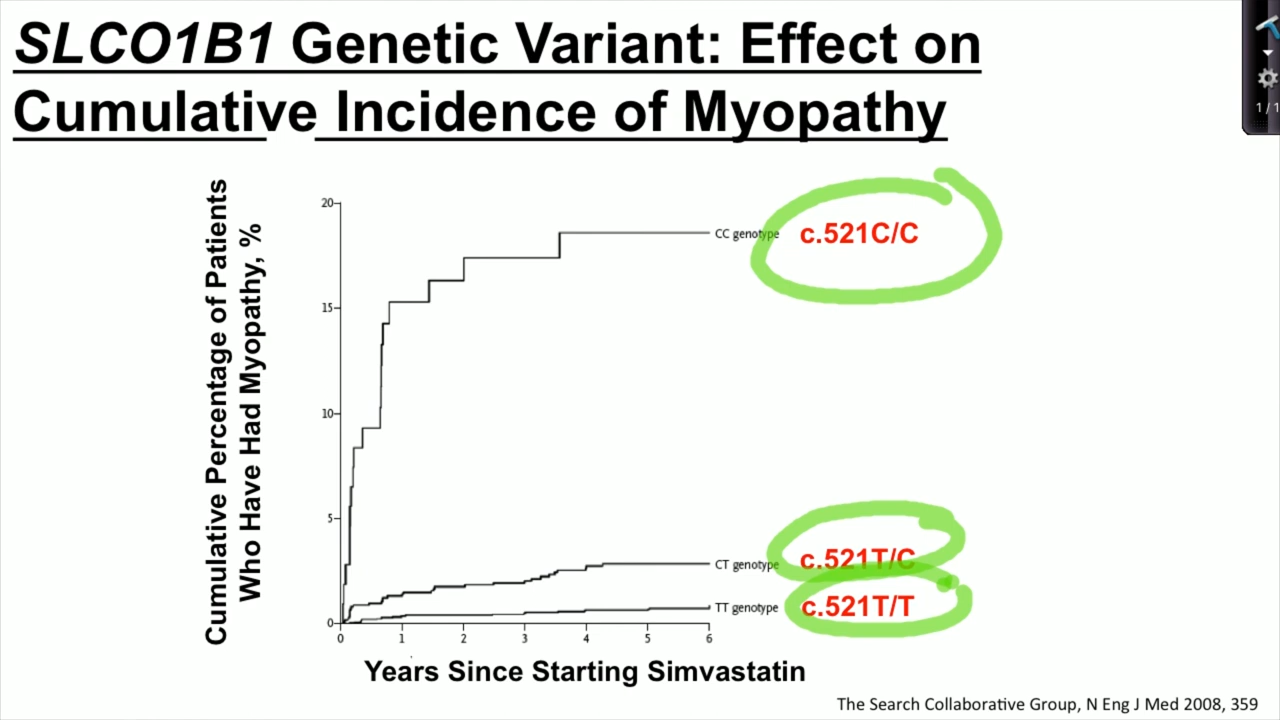 SLCO1B1 Genetic Variant: Effect on
Cumulative Incidence of Myopathy
1/1
Cumulative Percentage of Patients
Who Have Had Myopathy, %
20
15
10
5
0
CC genotype c.521C/C
CT genotype c.521T/C
TT genotype c.521T/T
0 1 2 3 4 5 6
Years Since Starting Simvastatin
The Search Collaborative Group, N Eng J Med 2008, 359